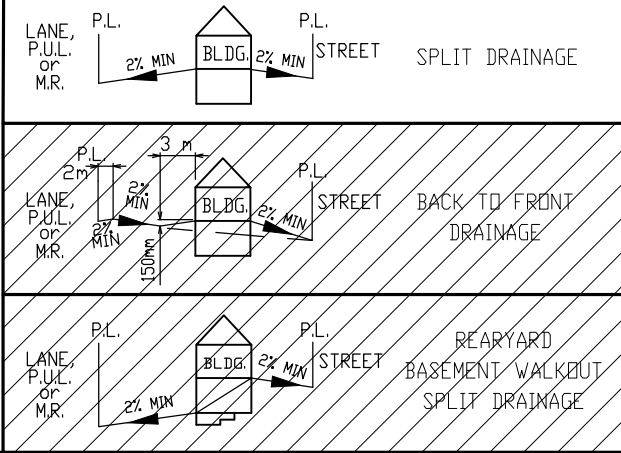 P.L.
P.L.
LANE,
P.U.L.
or
M.R.
2% MIN
BLDG.
2% MIN
STREET
SPLIT DRAINAGE
3 m
P.L.
2m
P.L.
LANE,
P.U.L.
or
M.R.
2%
MIN
2%
MIN
BLDG.
2% MIN
STREET
150mm
BACK TO FRONT
DRAINAGE
P.L.
P.L.
LANE,
P.U.L.
or
M.R.
2% MIN
BLDG.
2% MIN
STREET
REARYARD
BASEMENT WALKOUT
SPLIT DRAINAGE